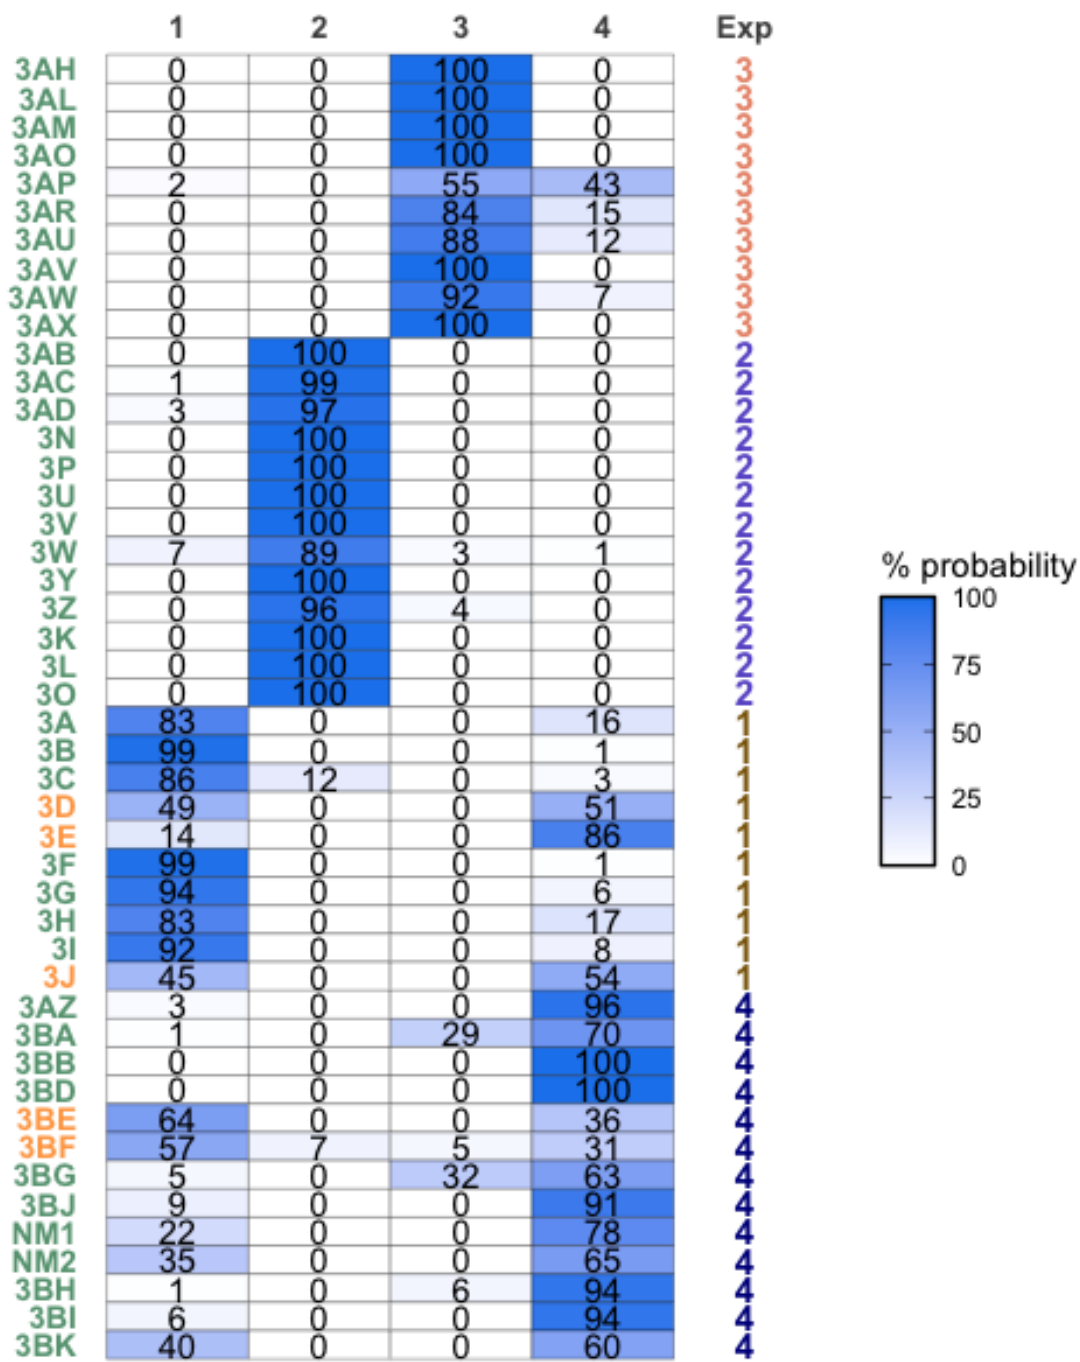 1 2 3 4 Exp
3AH 0 0 100 0 3
3AL 0 0 100 0 3
3AM 0 0 100 0 3
3AO 0 0 100 0 3
3AP 2 0 55 43 3
3AR 0 0 84 15 3
3AU 0 0 88 12 3
3AV 0 0 100 0 3
3AW 0 0 92 7 3
3AX 0 0 100 0 3
3AB 0 100 0 0 2
3AC 1 99 0 0 2
3AD 3 97 0 0 2
3N 0 100 0 0 2
3P 0 100 0 0 2
3U 0 100 0 0 2
3V 0 100 0 0 2
3W 7 89 3 1 2
3Y 0 100 0 0 2
3Z 0 96 4 0 2
3K 0 100 0 0 2
3L 0 100 0 0 2
3O 0 100 0 0 2
3A 83 0 0 16 1
3B 99 0 0 1 1
3C 86 12 0 3 1
3D 49 0 0 51 1
3E 14 0 0 86 1
3F 99 0 0 1 1
3G 94 0 0 6 1
3H 83 0 0 17 1
3I 92 0 0 8 1
3J 45 0 0 54 1
3AZ 3 0 0 96 4
3BA 1 0 29 70 4
3BB 0 0 0 100 4
3BD 0 0 0 100 4
3BE 64 0 0 36 4
3BF 57 7 5 31 4
3BG 5 0 32 63 4
3BJ 9 0 0 91 4
NM1 22 0 0 78 4
NM2 35 0 0 65 4
3BH 1 0 6 94 4
3BI 6 0 0 94 4
3BK 40 0 0 60 4
% probability
100
75
50
25
0